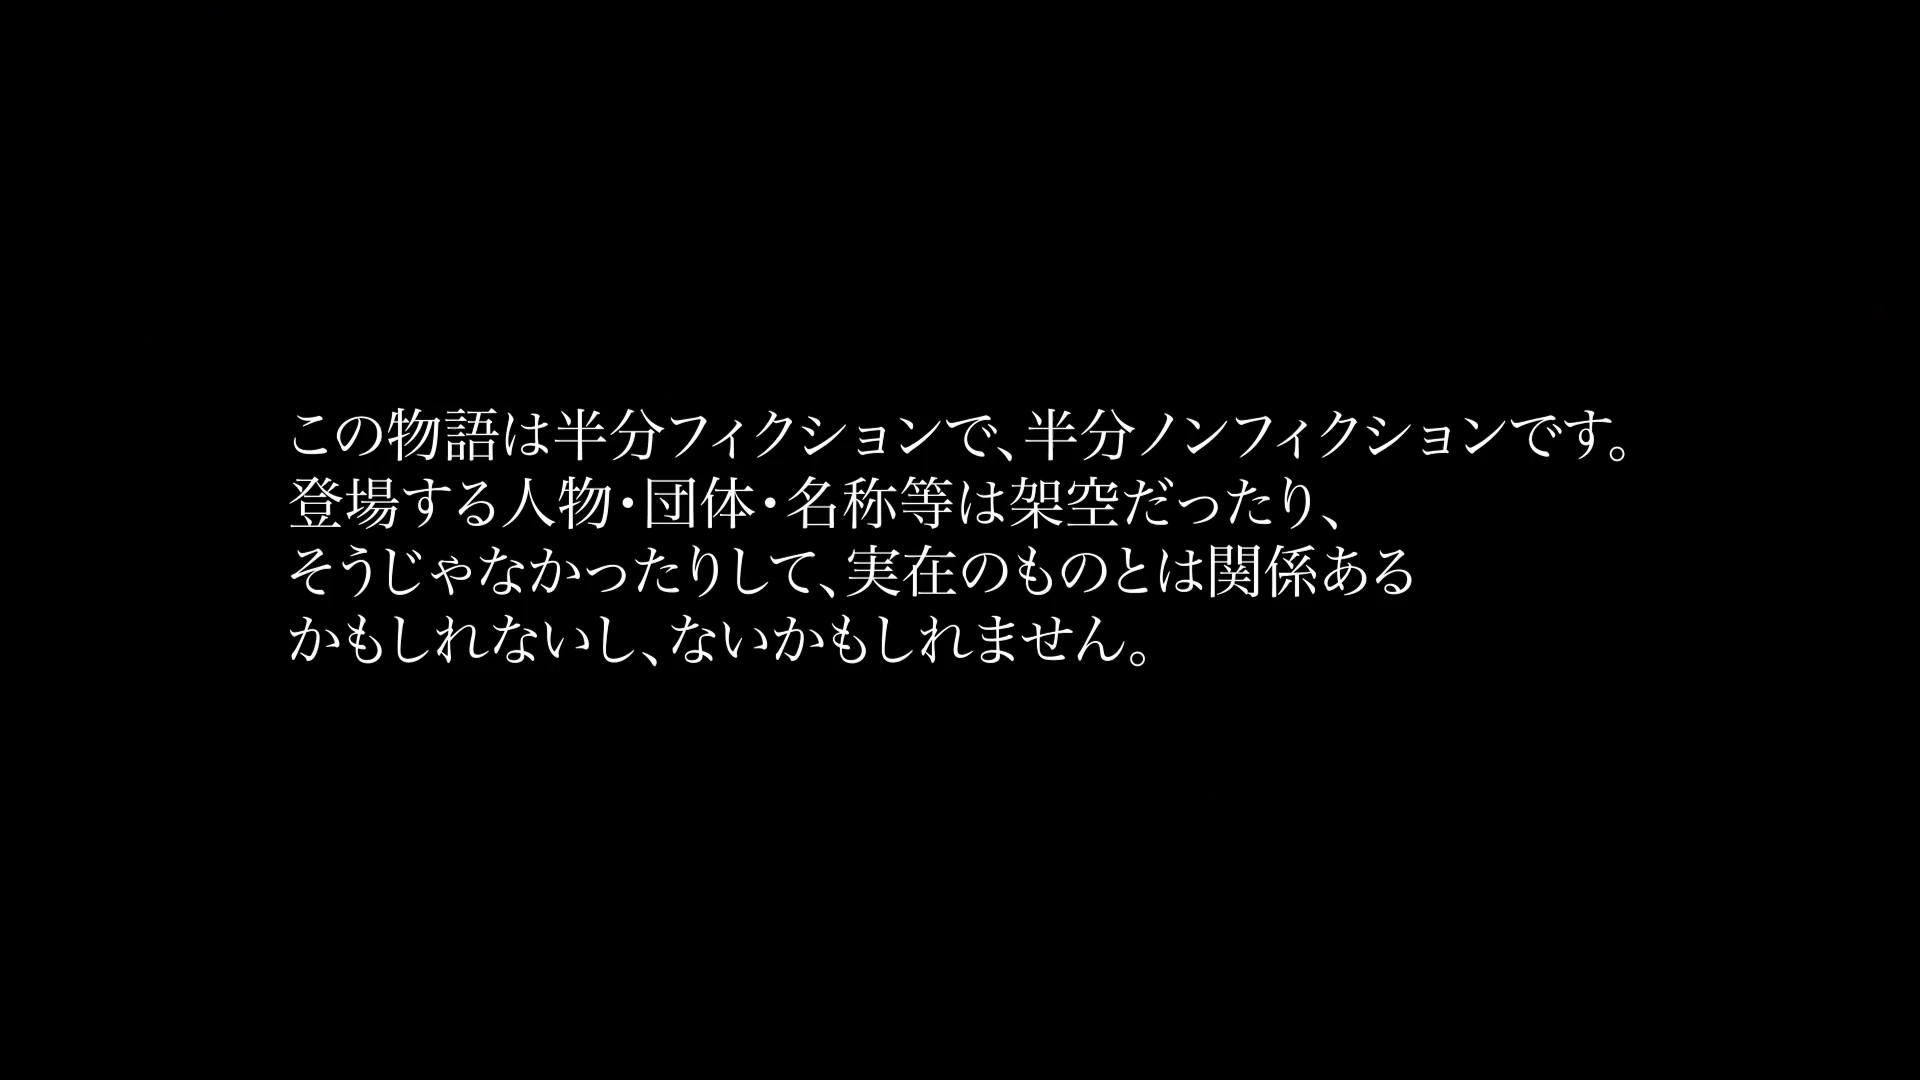 この物語は半分フィクションで、半分ノンフィクションです。
登場する人物・団体・名称等は架空だったり、
そうじゃなかったりして、実在のものとは関係ある
かもしれないし、ないかもしれません。